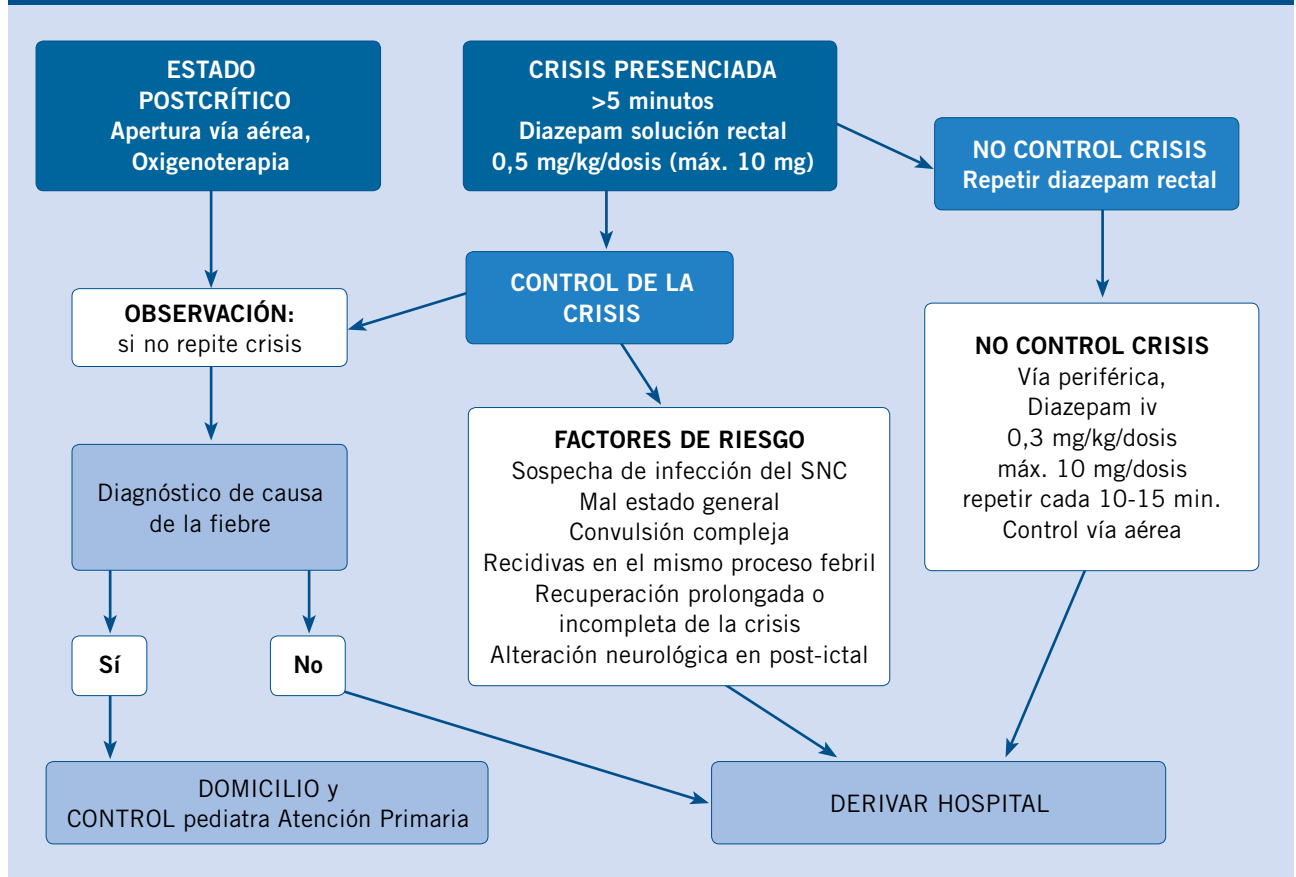 ESTADO
POSTCRÍTICO
Apertura vía aérea,
Oxigenoterapia
CRISIS PRESENCIADA
>5 minutos
Diazepam solución rectal
0,5 mg/kg/dosis (máx. 10 mg)
NO CONTROL CRISIS
Repetir diazepam rectal
CONTROL DE LA
CRISIS
OBSERVACIÓN:
si no repite crisis
NO CONTROL CRISIS
Vía periférica,
Diazepam iv
0,3 mg/kg/dosis
máx. 10 mg/dosis
repetir cada 10-15 min.
Control vía aérea
FACTORES DE RIESGO
Sospecha de infección del SNC
Mal estado general
Convulsión compleja
Recidivas en el mismo proceso febril
Recuperación prolongada o
incompleta de la crisis
Alteración neurológica en post-ictal
Diagnóstico de causa
de la fiebre
Sí
No
DOMICILIO y
CONTROL pediatra Atención Primaria
DERIVAR HOSPITAL